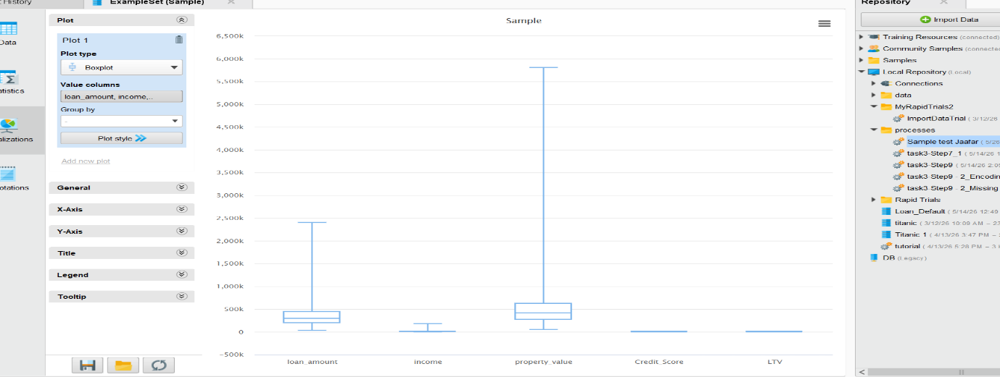 History
ExampleSet (Sample)
Repository
Plot
Plot 1
Plot type
Boxplot
Value columns
loan_amount, income,..
Group by
-
Plot style
Add new plot
General
X-Axis
Y-Axis
Title
Legend
Tooltip
Data
atistics
alizations
otations
Sample
6,500k
6,000k
5,500k
5,000k
4,500k
4,000k
3,500k
3,000k
2,500k
2,000k
1,500k
1,000k
500k
0
-500k
loan_amount income property_value Credit_Score LTV
Import Data
Training Resources (connected)
Community Samples (connecte
Samples
Local Repository (Local)
Connections
data
MyRapidTrials2
ImportDataTrial ( 3/12/26
processes
Sample test Jaafar ( 5/26
task3-Step7_1 ( 5/14/26 1
task3-Step9 ( 5/14/26 2:0
task3-Step9 - 2_Encodin
task3-Step9 - 2_Missing
Rapid Trials
Loan_Default ( 5/14/26 12:49
titanic ( 3/12/26 10:09 AM – 23
Titanic 1 ( 4/13/26 3:47 PM –
tutorial ( 4/13/26 5:28 PM – 3
DB (Legacy)